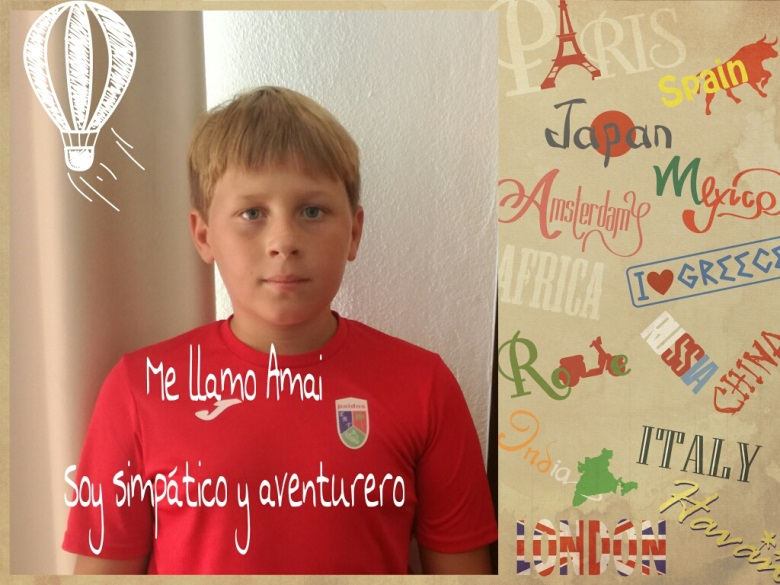 Me llamo Amai
paidos
Soy simpático y aventurero
PARIS
Spain
Japan
Mexico
Amsterdam
AFRICA
I GREECE
Rome
RUSSIA
CHINA
India
ITALY
LONDON